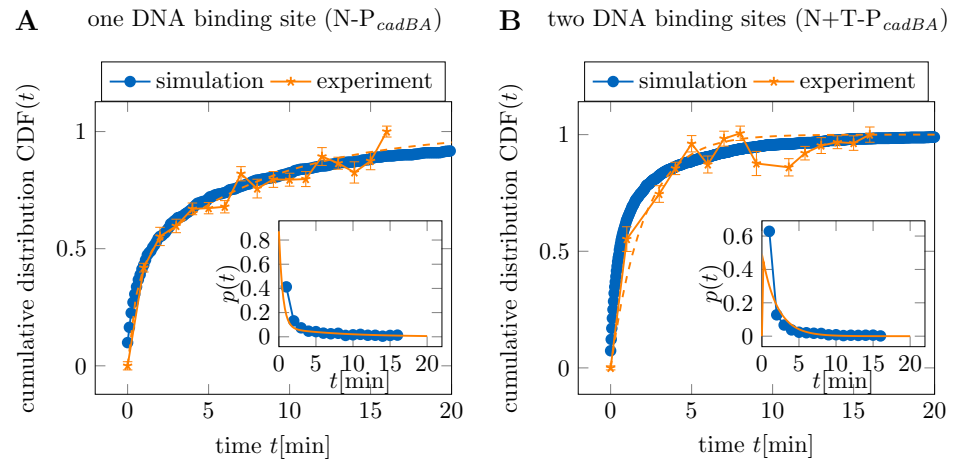 A one DNA binding site (N-P_cadBA)
simulation experiment
cumulative distribution CDF(t)
1
0.5
0
0 5 10 15 20
time t[min]
p(t)
0.8
0.6
0.4
0.2
0
0 5 10 15 20
t[min]
B two DNA binding sites (N+T-P_cadBA)
simulation experiment
cumulative distribution CDF(t)
1
0.5
0
0 5 10 15 20
time t[min]
p(t)
0.6
0.4
0.2
0
0 5 10 15 20
t[min]